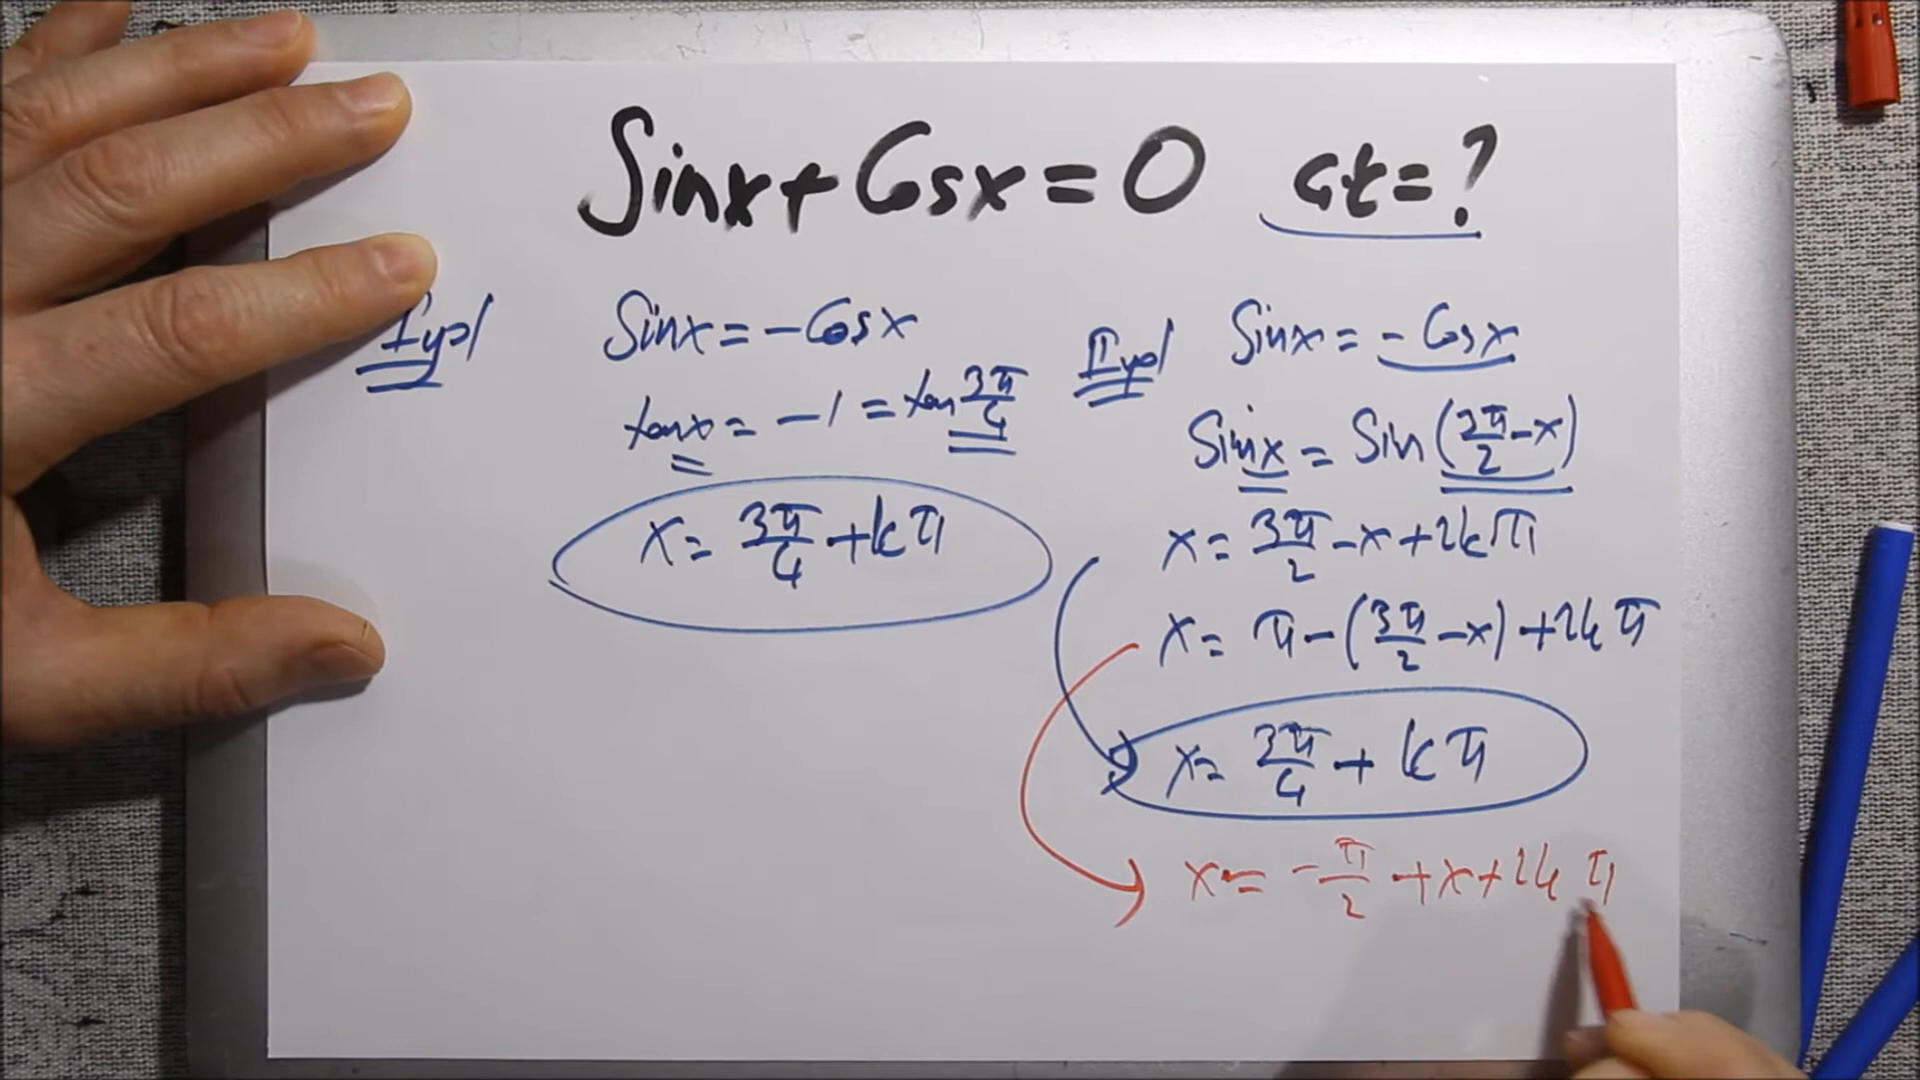 Sinx+Cosx=0 çk=?
I.yol
Sinx=-Cosx
tanx=-1=tan 3π/4
x= 3π/4 +kπ
II.yol
Sinx=-Cosx
Sinx=Sin(3π/2-x)
x= 3π/2 -x+2kπ
x= π-(3π/2-x)+2kπ
x= 3π/4 + kπ
x= -π/2 +x+2kπ